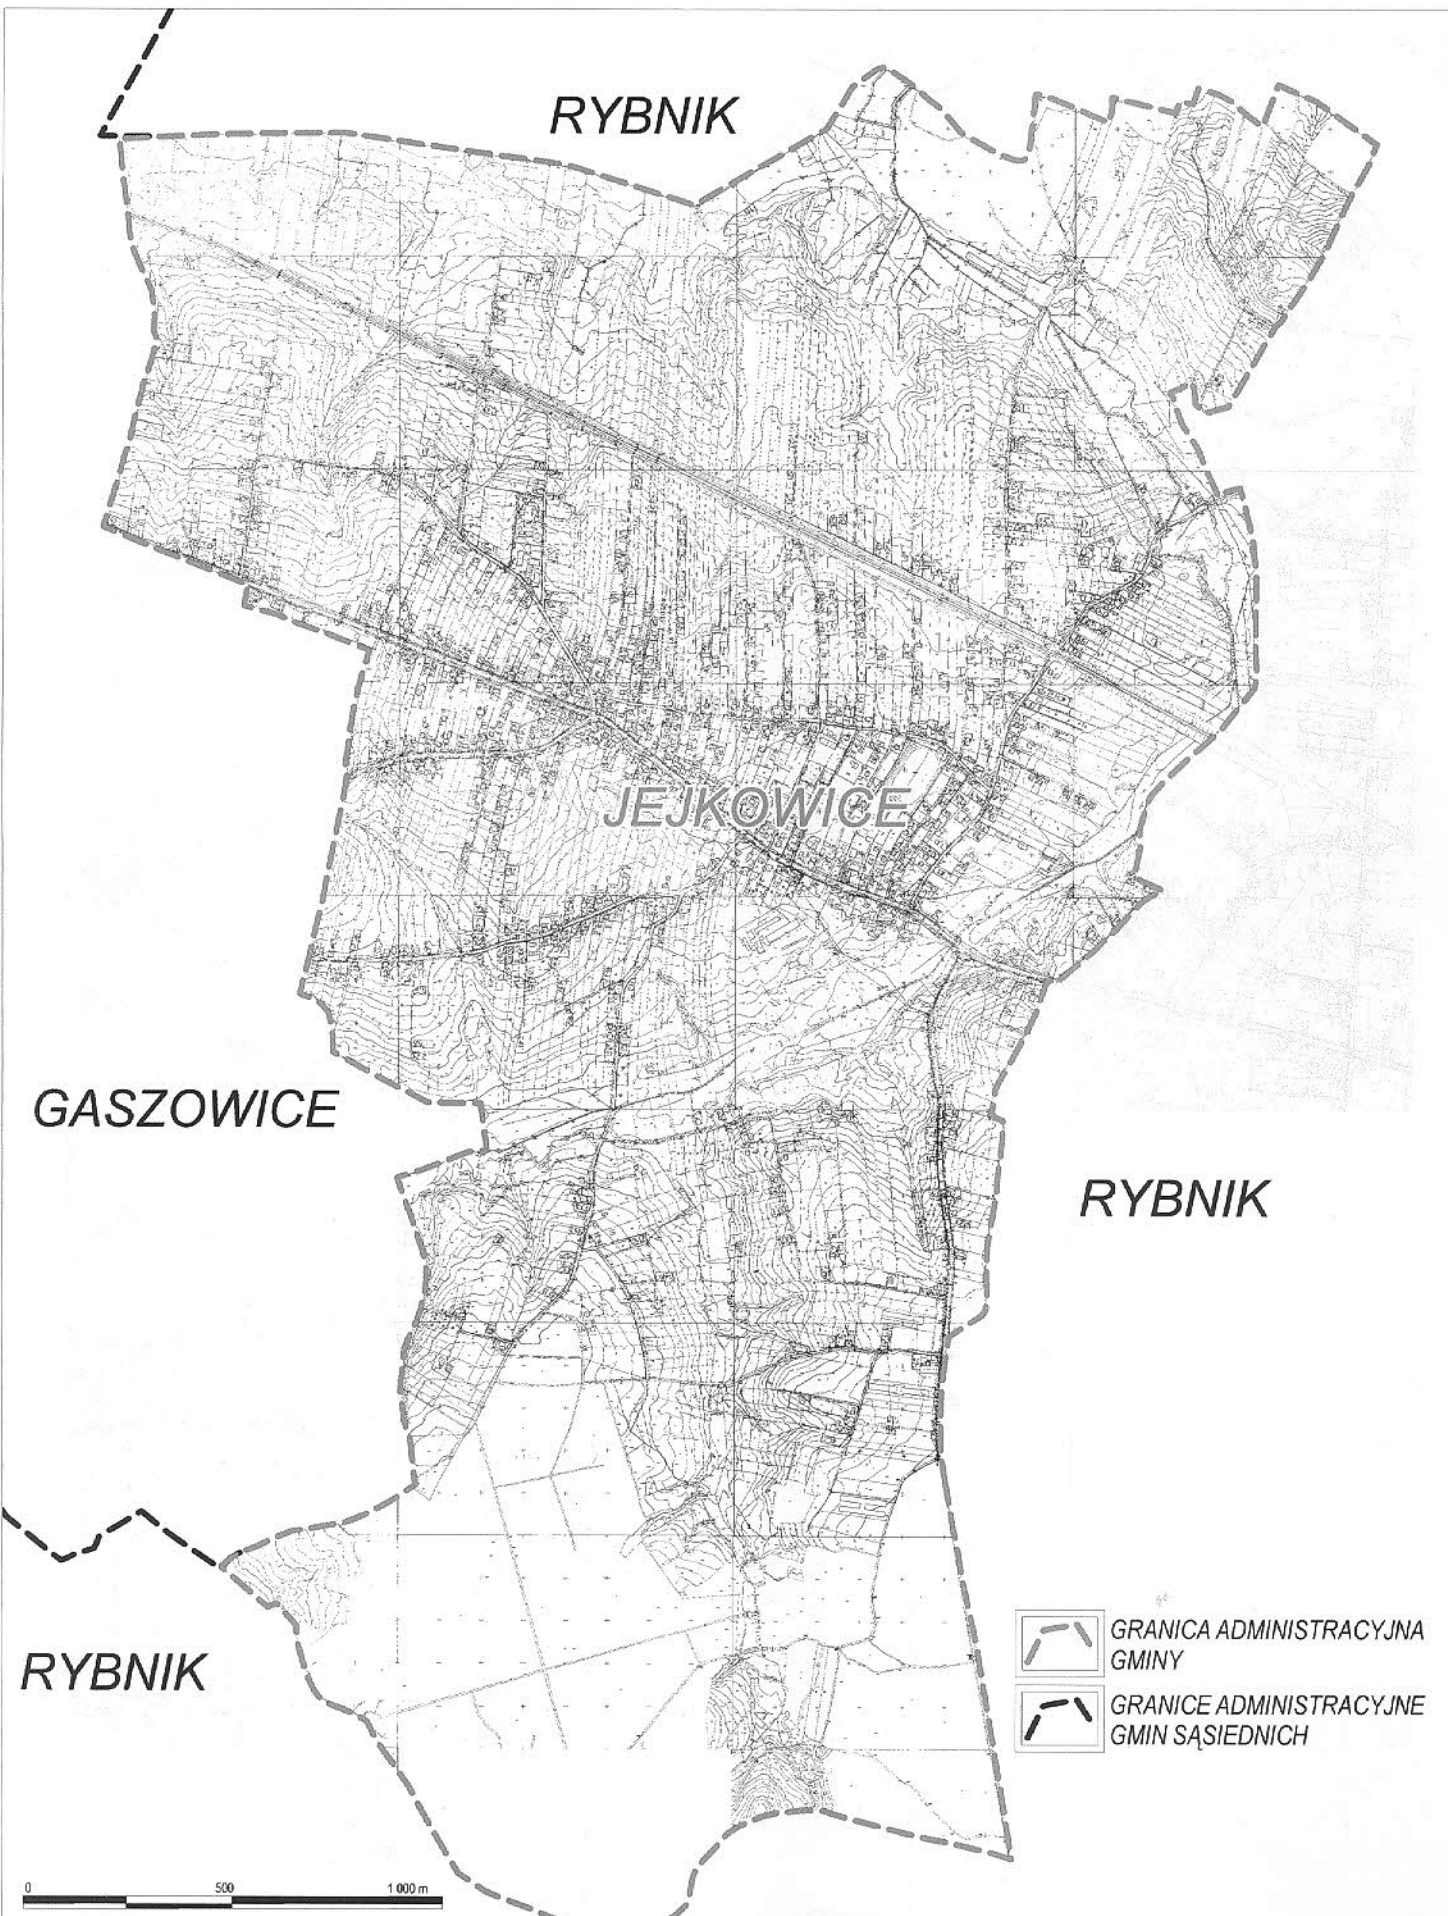 RYBNIK
JEJKOWICE
GASZOWICE
RYBNIK
RYBNIK
GRANICA ADMINISTRACYJNA
GMINY
GRANICE ADMINISTRACYJNE
GMIN SĄSIEDNICH
0 500 1 000 m